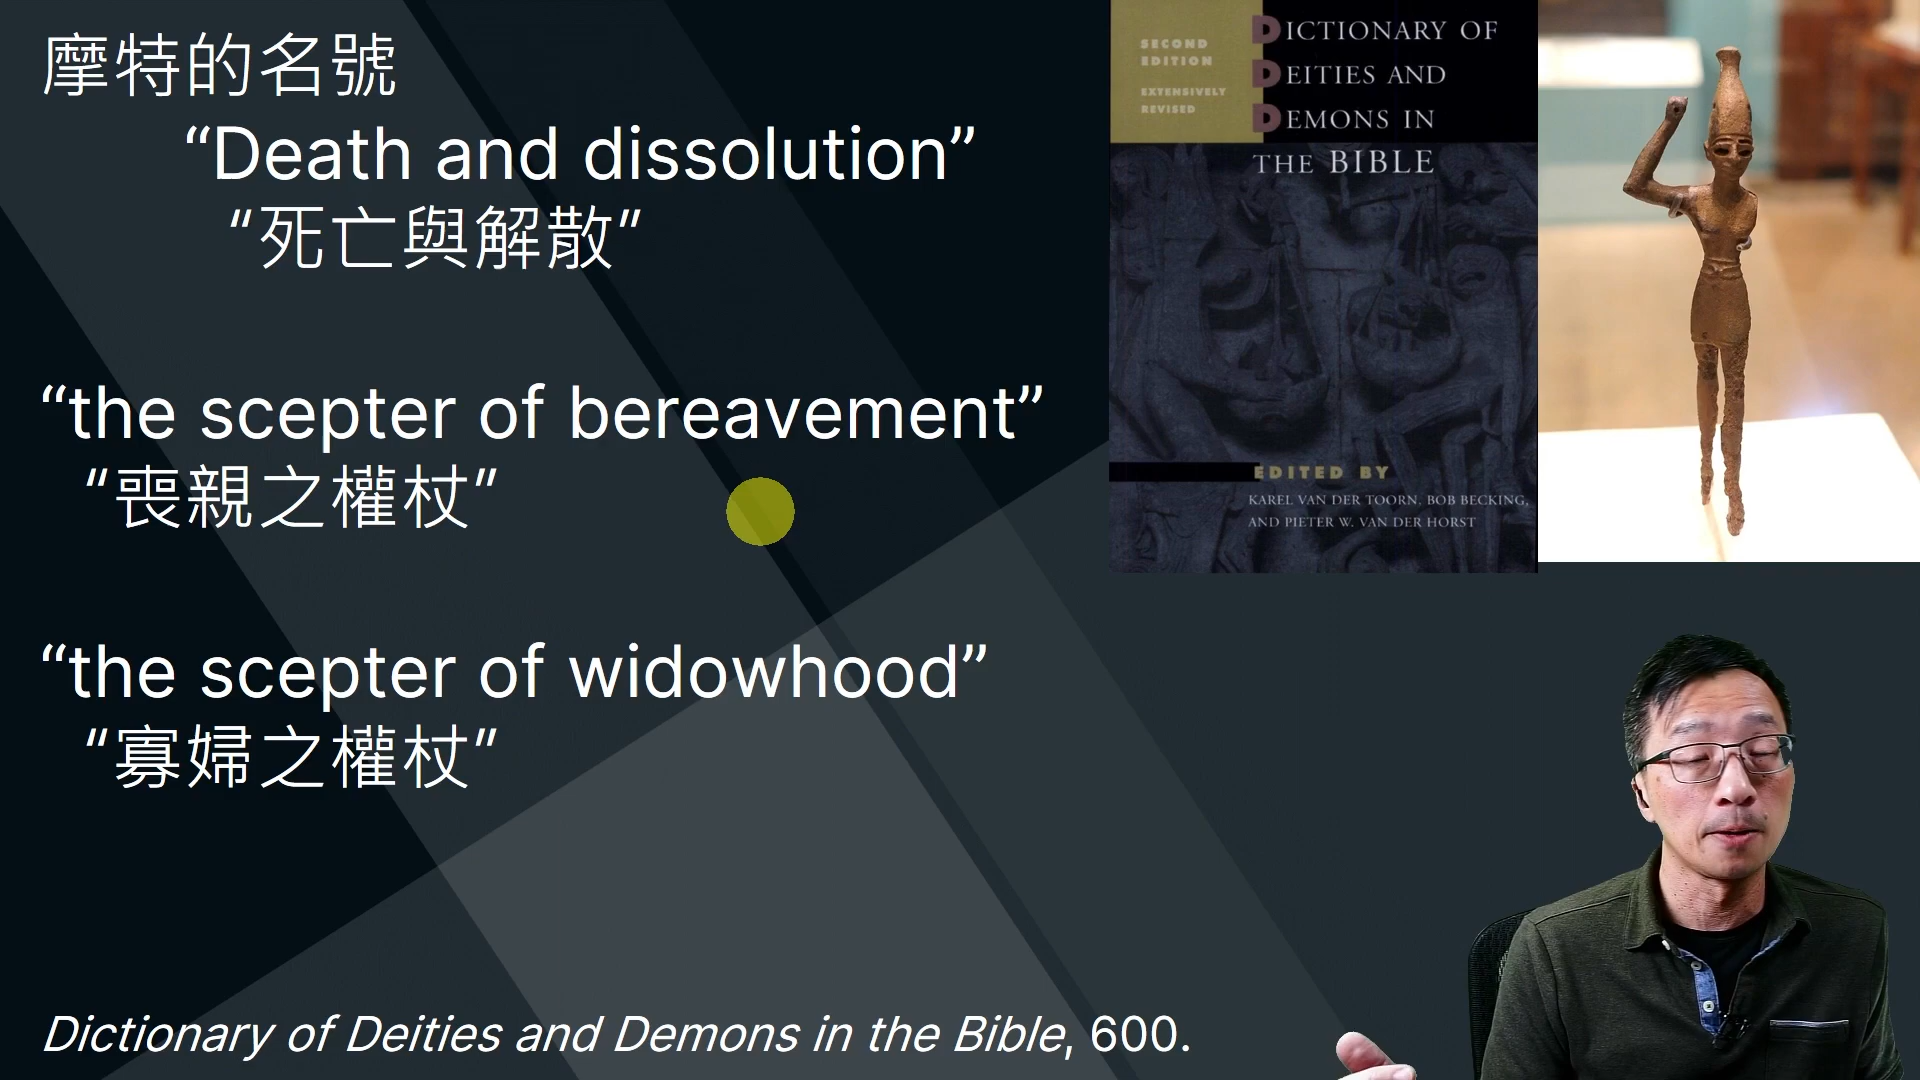 摩特的名號
“Death and dissolution”
“死亡與解散”
“the scepter of bereavement”
“喪親之權杖”
“the scepter of widowhood”
“寡婦之權杖”
Dictionary of Deities and Demons in the Bible, 600.
SECOND
EDITION
EXTENSIVELY
REVISED
DICTIONARY OF
DEITIES AND
DEMONS IN
THE BIBLE
EDITED BY
KAREL VAN DER TOORN, BOB BECKING,
AND PIETER W. VAN DER HORST